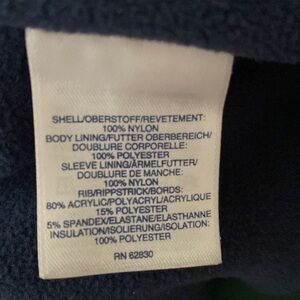 SHELL/OBERSTOFF/REVETEMENT:
100% NYLON
BODY LINING/FUTTER OBERBEREICH/
DOUBLURE CORPORELLE:
100% POLYESTER
SLEEVE LINING/ÄRMELFUTTER/
DOUBLURE DE MANCHE:
100% NYLON
RIB/RIPPSTRICK/BORDS:
80% ACRYLIC/POLYACRYL/ACRYLIQUE
15% POLYESTER
5% SPANDEX/ELASTANE/ELASTHANNE
INSULATION/ISOLIERUNG/ISOLATION:
100% POLYESTER
RN 62830